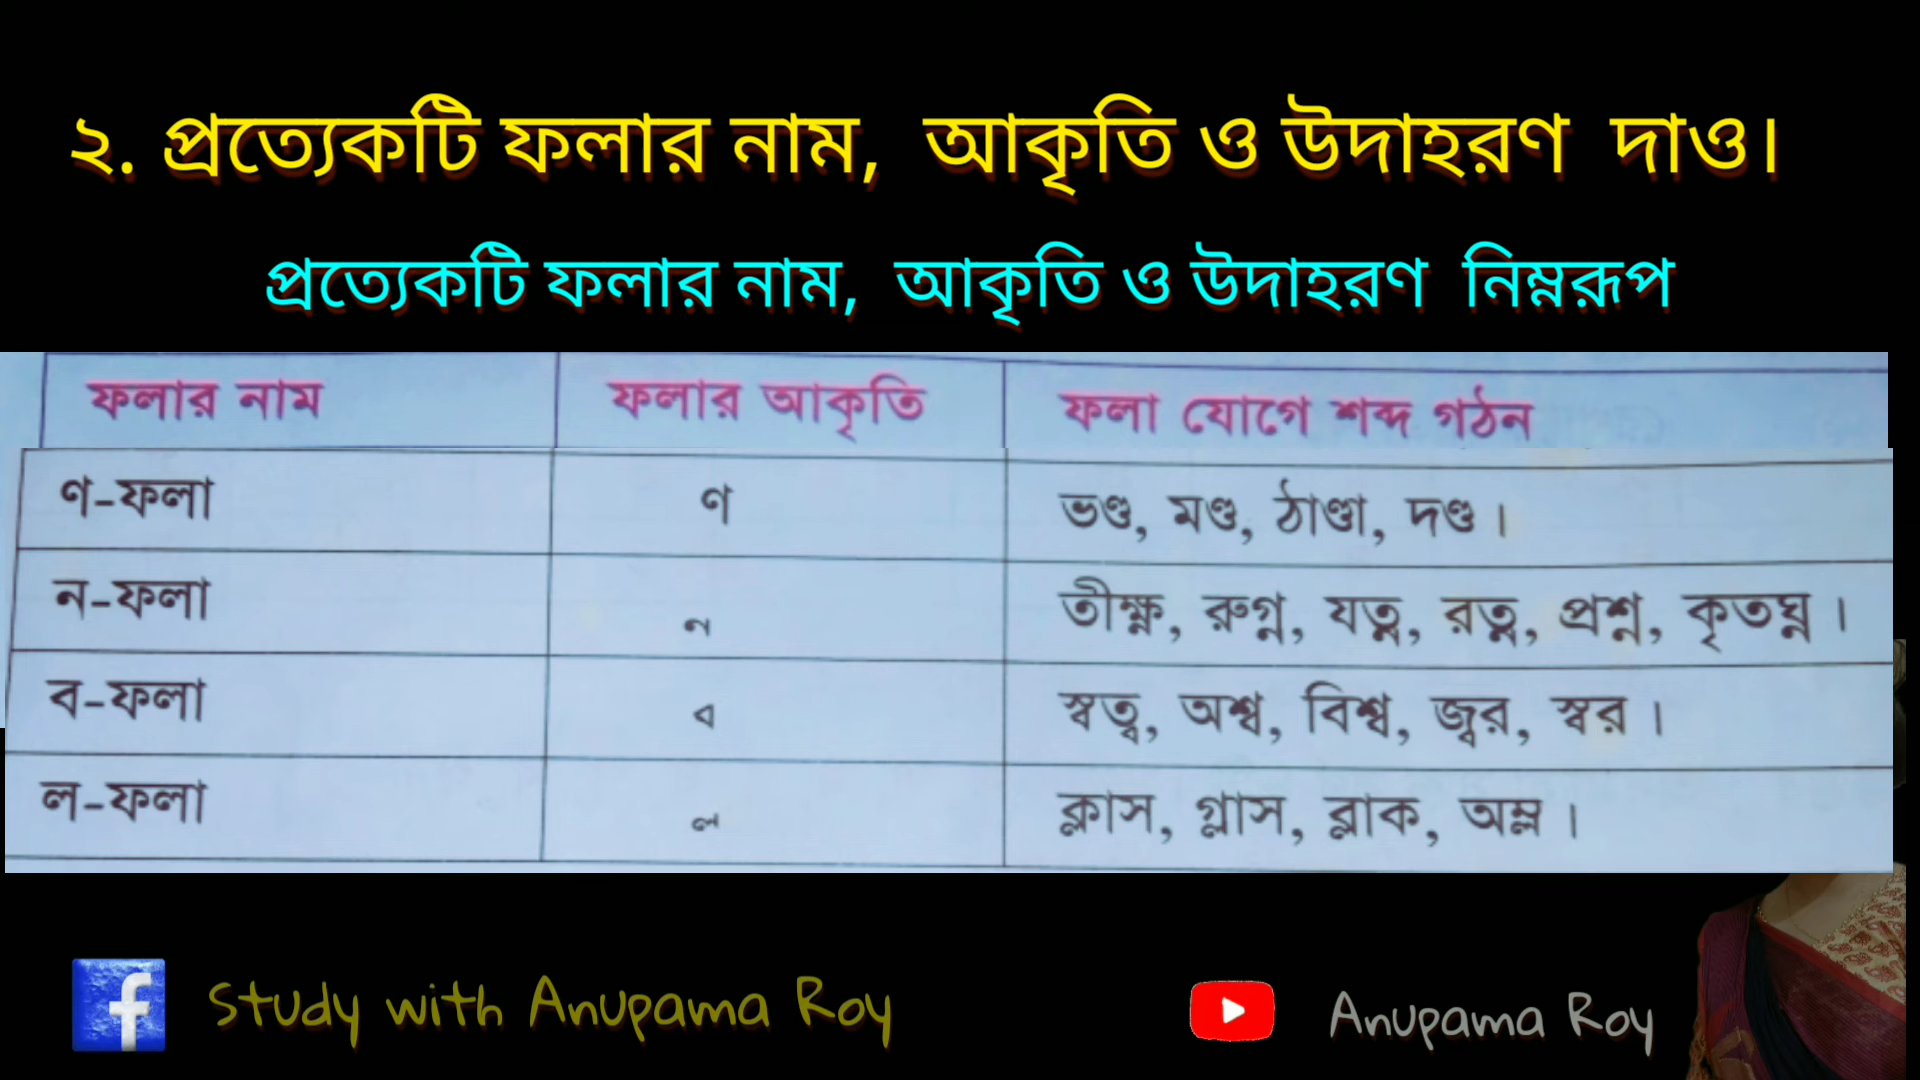 ২. প্রত্যেকটি ফলার নাম, আকৃতি ও উদাহরণ দাও।
প্রত্যেকটি ফলার নাম, আকৃতি ও উদাহরণ নিম্নরূপ
ফলার নাম ফলার আকৃতি ফলা যোগে শব্দ গঠন
ণ-ফলা ণ ভণ্ড, মণ্ড, ঠাণ্ডা, দণ্ড।
ন-ফলা ন তীক্ষ্ণ, রুগ্ন, যত্ন, রত্ন, প্রশ্ন, কৃতঘ্ন।
ব-ফলা ব স্বত্ব, অশ্ব, বিশ্ব, জ্বর, স্বর।
ল-ফলা ল ক্লাস, গ্লাস, ব্লাক, অম্ল।
Study with Anupama Roy Anupama Roy